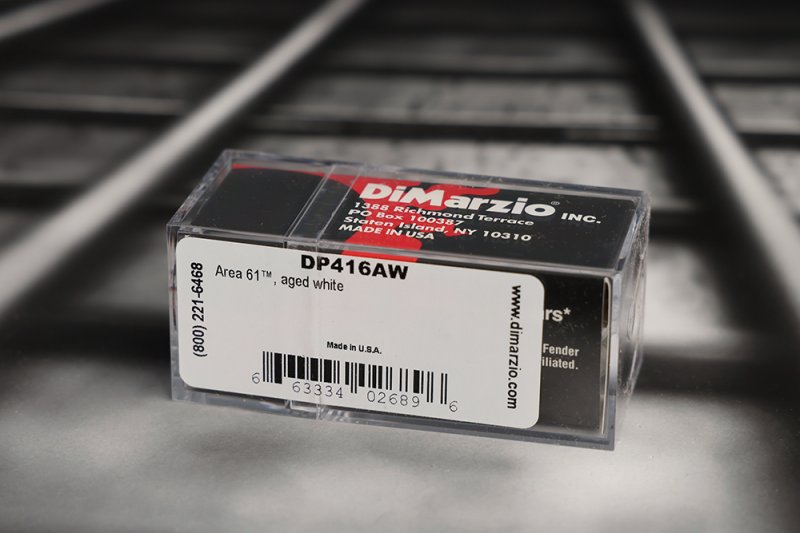 DiMarzio® INC.
1388 Richmond Terrace
PO Box 100387
Staten Island, NY 10310
MADE IN USA
DP416AW
Area 61™, aged white
(800) 221-6468
www.dimarzio.com
Made in U.S.A.
6 63334 02689 6
Fender